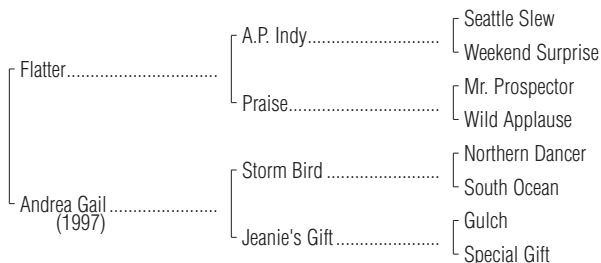 Seattle Slew
A.P. Indy
Weekend Surprise
Flatter
Mr. Prospector
Praise
Wild Applause
Northern Dancer
Storm Bird
South Ocean
Andrea Gail
(1997)
Gulch
Jeanie's Gift
Special Gift